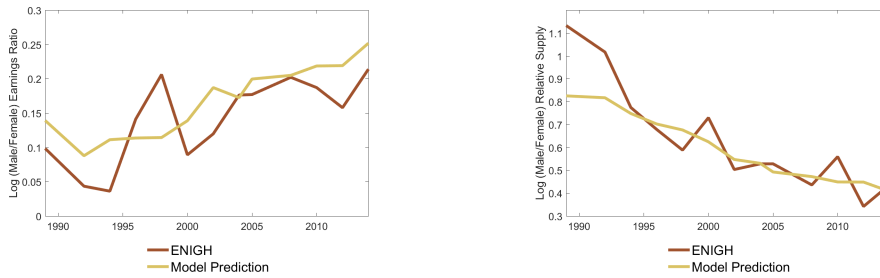 Log (Male/Female) Earnings Ratio
0.3
0.25
0.2
0.15
0.1
0.05
0
1990 1995 2000 2005 2010
ENIGH
Model Prediction
Log (Male/Female) Relative Supply
1.1
1
0.9
0.8
0.7
0.6
0.5
0.4
0.3
1990 1995 2000 2005 2010
ENIGH
Model Prediction